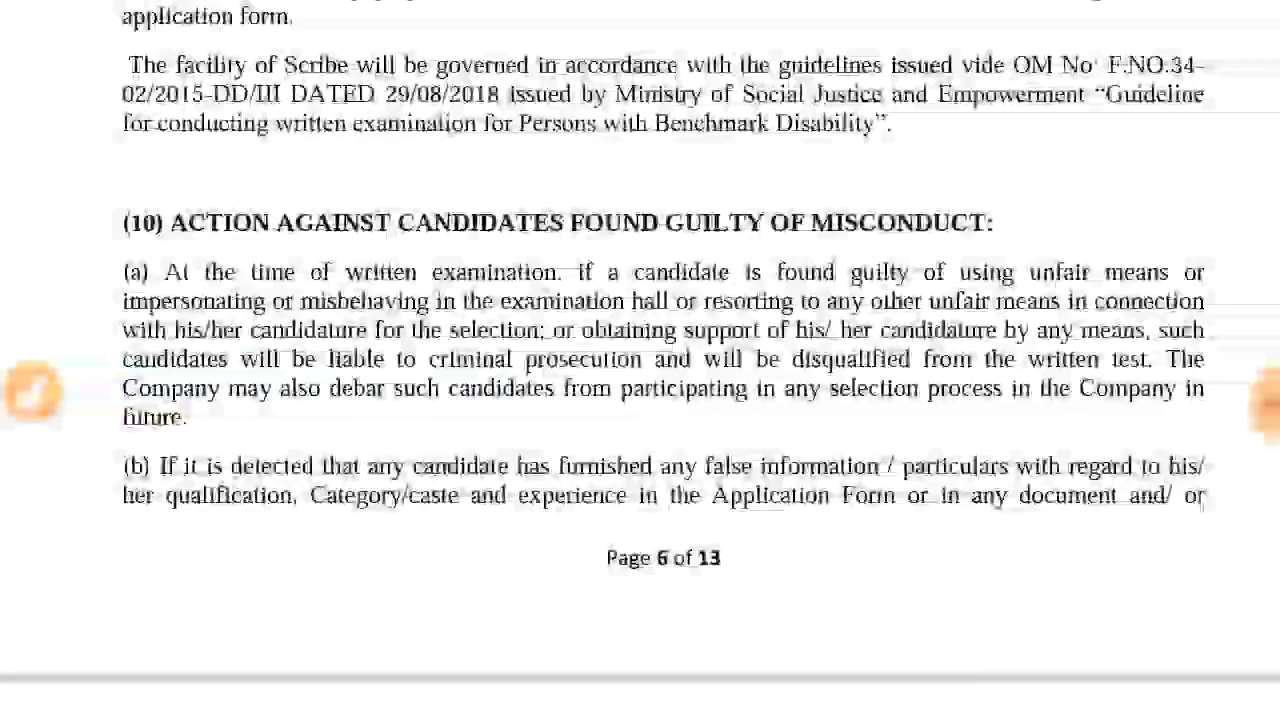 application form.
The facility of Scribe will be governed in accordance with the guidelines issued vide OM No F.NO.34-
02/2015-DD/III DATED 29/08/2018 issued by Ministry of Social Justice and Empowerment “Guideline
for conducting written examination for Persons with Benchmark Disability”.
(10) ACTION AGAINST CANDIDATES FOUND GUILTY OF MISCONDUCT:
(a) At the time of written examination, if a candidate is found guilty of using unfair means or
impersonating or misbehaving in the examination hall or resorting to any other unfair means in connection
with his/her candidature for the selection; or obtaining support of his/ her candidature by any means, such
candidates will be liable to criminal prosecution and will be disqualified from the written test. The
Company may also debar such candidates from participating in any selection process in the Company in
future.
(b) If it is detected that any candidate has furnished any false information / particulars with regard to his/
her qualification, Category/caste and experience in the Application Form or in any document and/ or
Page 6 of 13